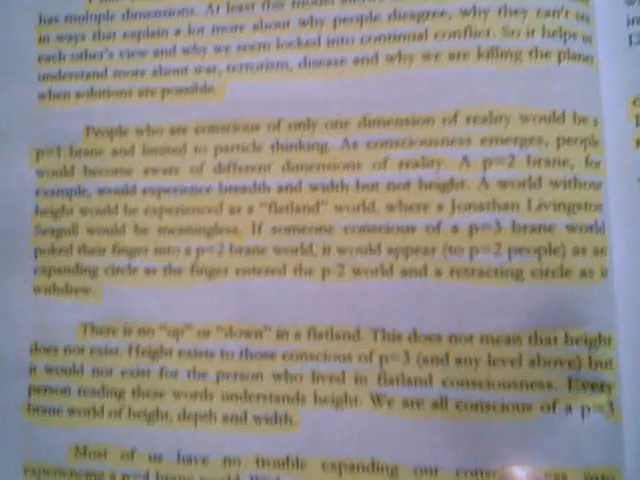 has multiple dimensions. At least this model
in ways that explain a lot more about why people disagree, why they can't see
each other's view and why we seem locked into continual conflict. So it helps us
understand more about war, terrorism, disease and why we are killing the plane
when solutions are possible.
People who are conscious of only one dimension of reality would be a
p=1 brane and limited to particle thinking. As consciousness emerges, people
would become aware of different dimensions of reality. A p=2 brane, for
example, would experience breadth and width but not height. A world without
height would be experienced as a "flatland" world, where a Jonathan Livingston
Seagull would be meaningless. If someone conscious of a p=3 brane world
poked their finger into a p=2 brane world, it would appear (to p=2 people) as an
expanding circle as the finger entered the p-2 world and a retracting circle as it
withdrew.
There is no "up" or "down" in a flatland. This does not mean that height
does not exist. Height exists to those conscious of p=3 (and any level above) but
it would not exist for the person who lived in flatland consciousness. Every
person reading these words understands height. We are all conscious of a p=3
brane world of height, depth and width.
Most of us have no trouble expanding our
experiencing a